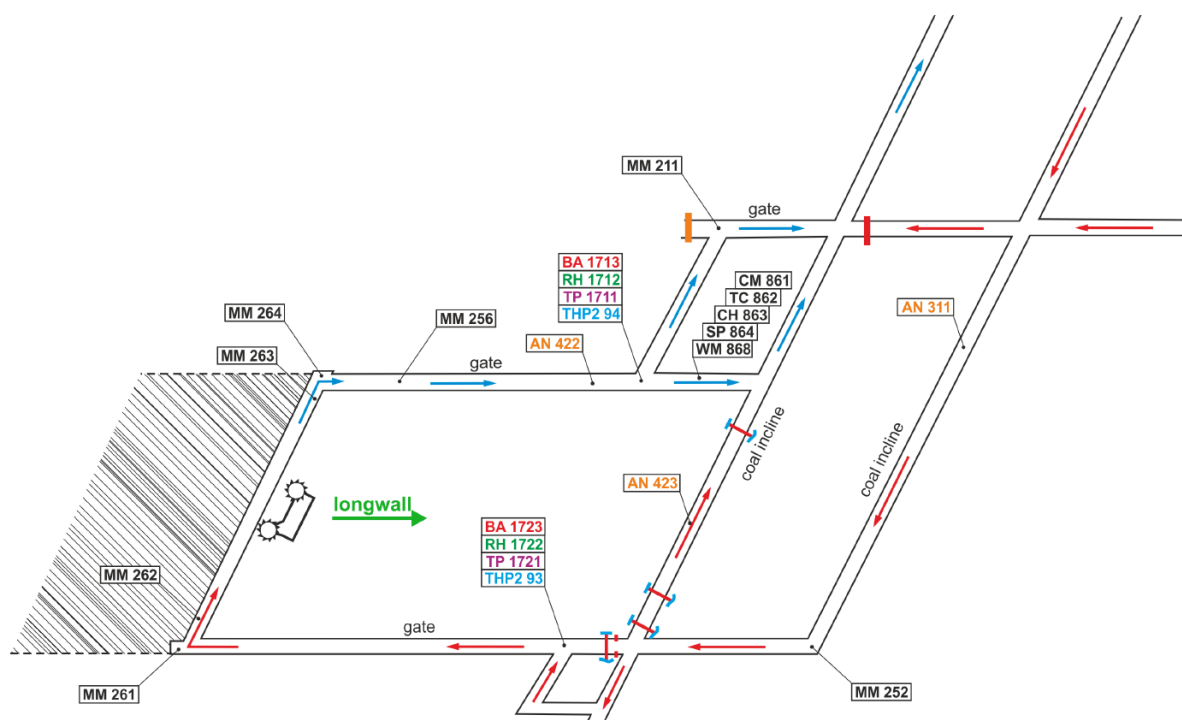 MM 211
gate
BA 1713
RH 1712
TP 1711
THP2 94
CM 861
TC 862
CH 863
SP 864
WM 868
MM 264
MM 256
AN 311
MM 263
gate
AN 422
coal incline
coal incline
longwall
AN 423
BA 1723
RH 1722
TP 1721
THP2 93
MM 262
gate
MM 261
MM 252